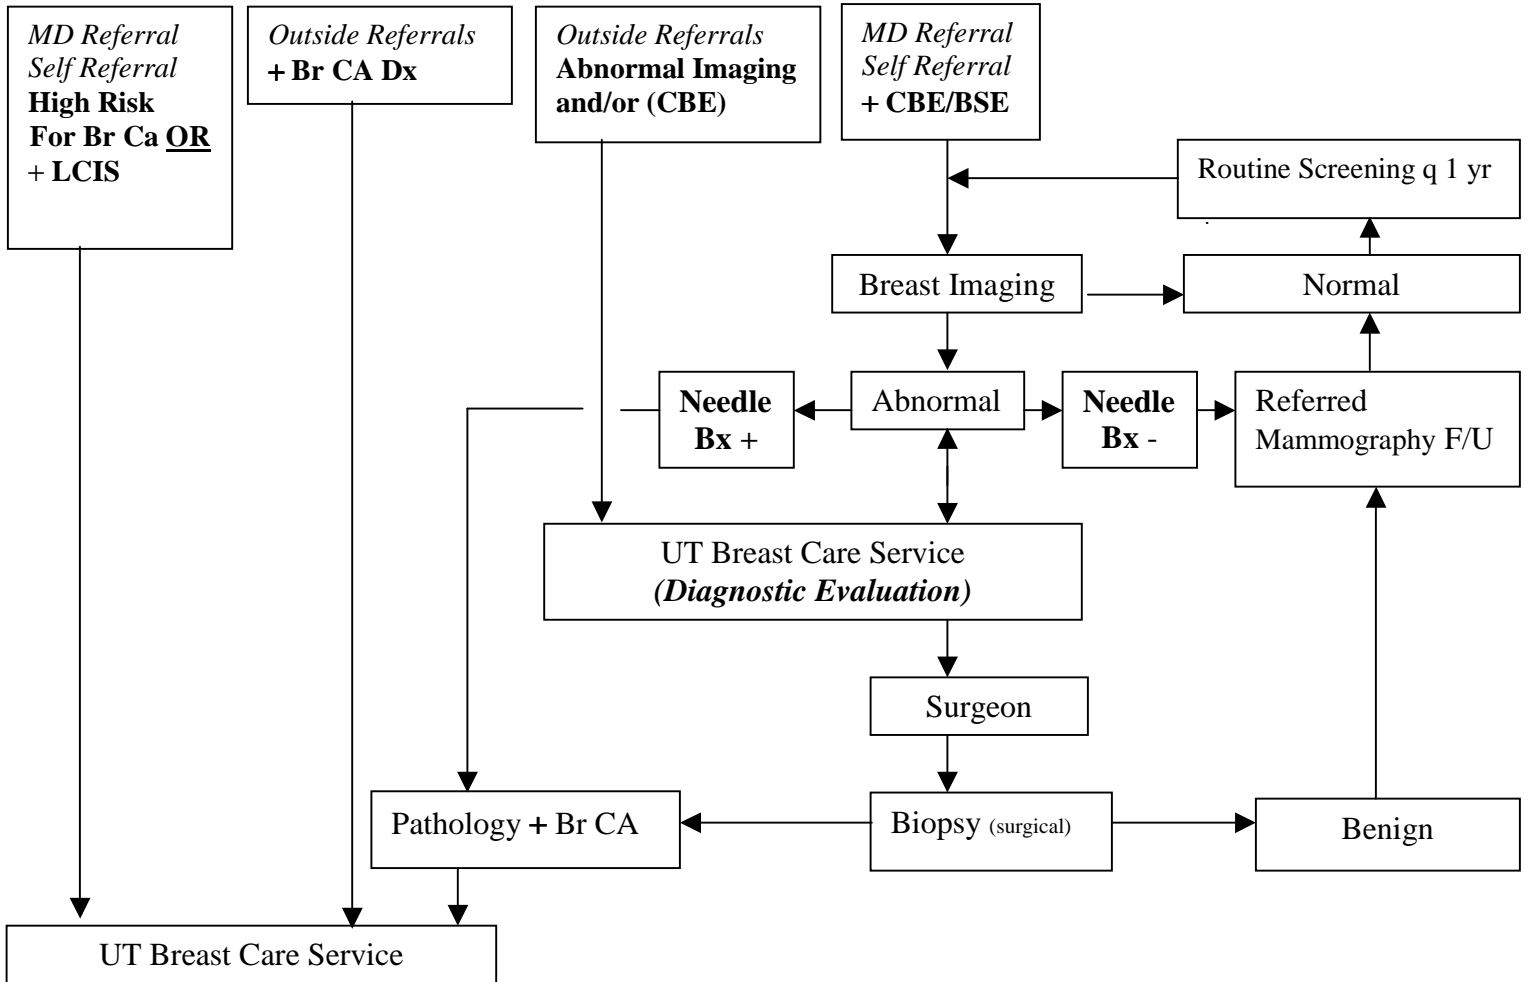 MD Referral
Self Referral
High Risk
For Br Ca OR
+ LCIS
Outside Referrals
+ Br CA Dx
Outside Referrals
Abnormal Imaging
and/or (CBE)
MD Referral
Self Referral
+ CBE/BSE
Routine Screening q 1 yr
Breast Imaging
Normal
Needle
Bx +
Abnormal
Needle
Bx -
Referred
Mammography F/U
UT Breast Care Service
(Diagnostic Evaluation)
Surgeon
Pathology + Br CA
Biopsy (surgical)
Benign
UT Breast Care Service